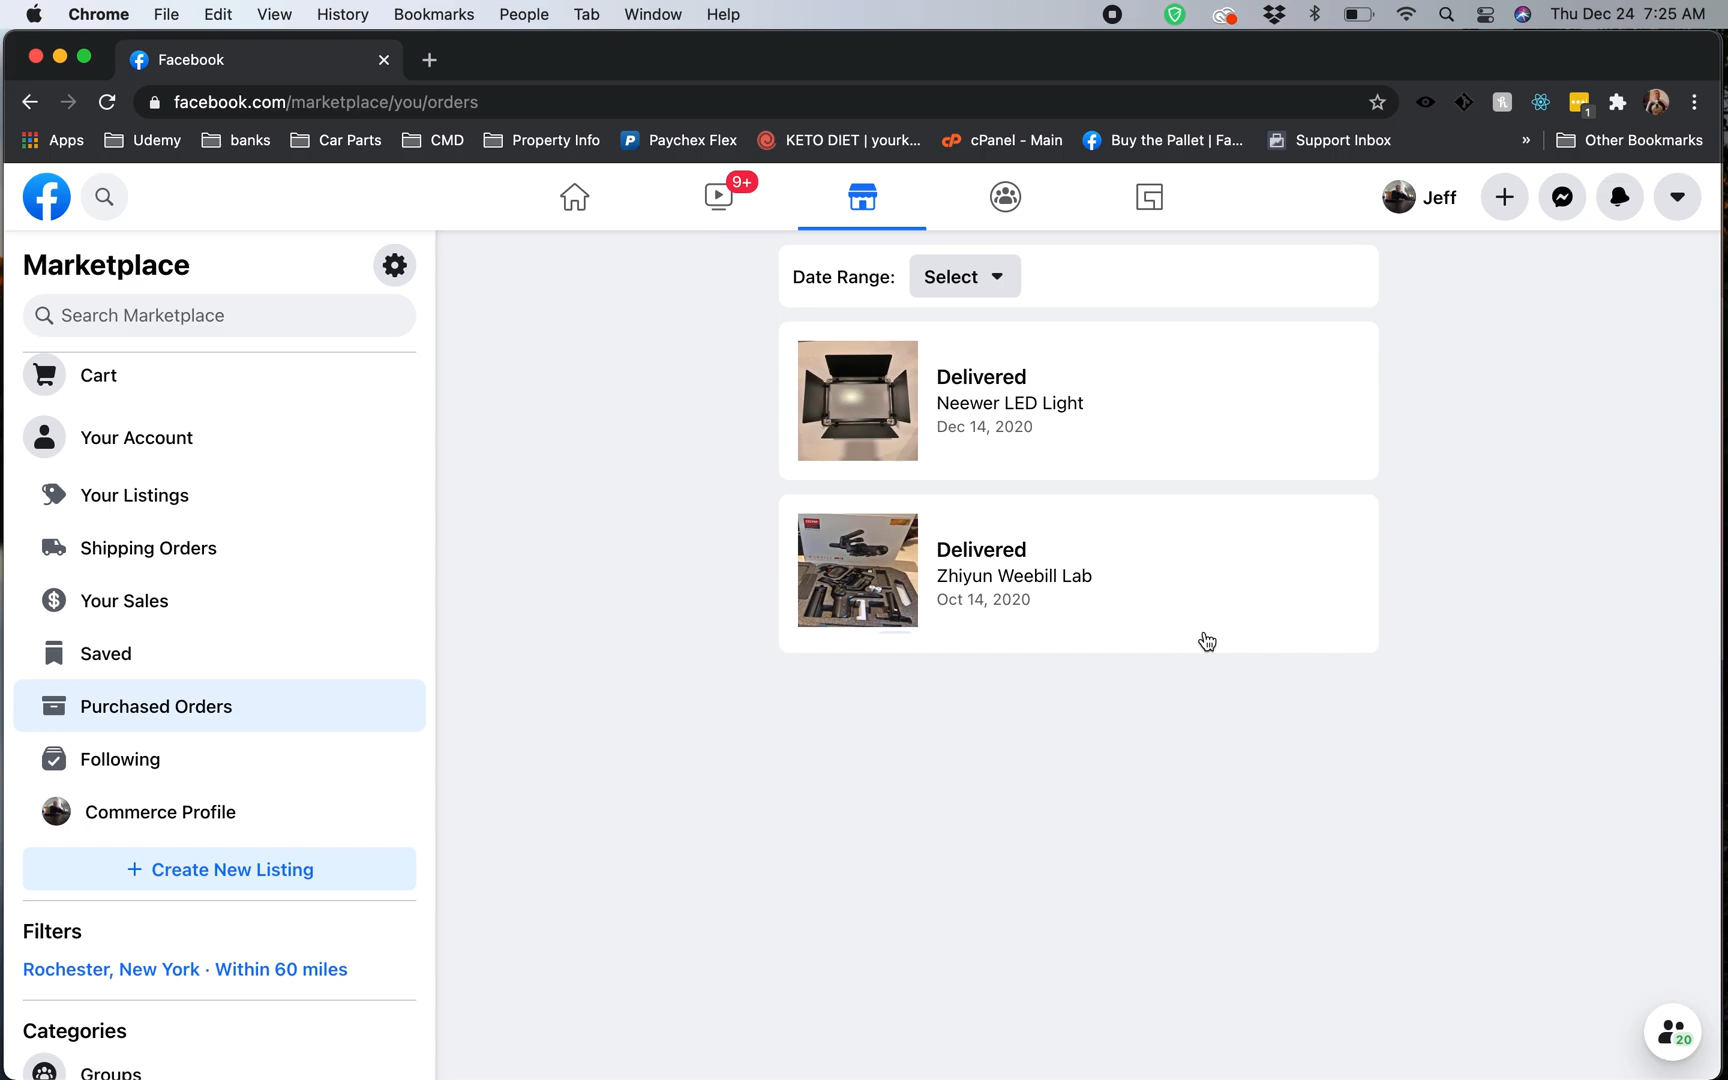 Chrome File Edit View History Bookmarks People Tab Window Help Thu Dec 24 7:25 AM
Facebook
facebook.com/marketplace/you/orders
1
Apps Udemy banks Car Parts CMD Property Info Paychex Flex KETO DIET | yourk... cPanel - Main Buy the Pallet | Fa... Support Inbox » Other Bookmarks
9+
Jeff
Marketplace
Search Marketplace
Cart
Your Account
Your Listings
Shipping Orders
Your Sales
Saved
Purchased Orders
Following
Commerce Profile
+ Create New Listing
Filters
Rochester, New York · Within 60 miles
Categories
Groups
Date Range: Select
Delivered
Neewer LED Light
Dec 14, 2020
Delivered
Zhiyun Weebill Lab
Oct 14, 2020
20